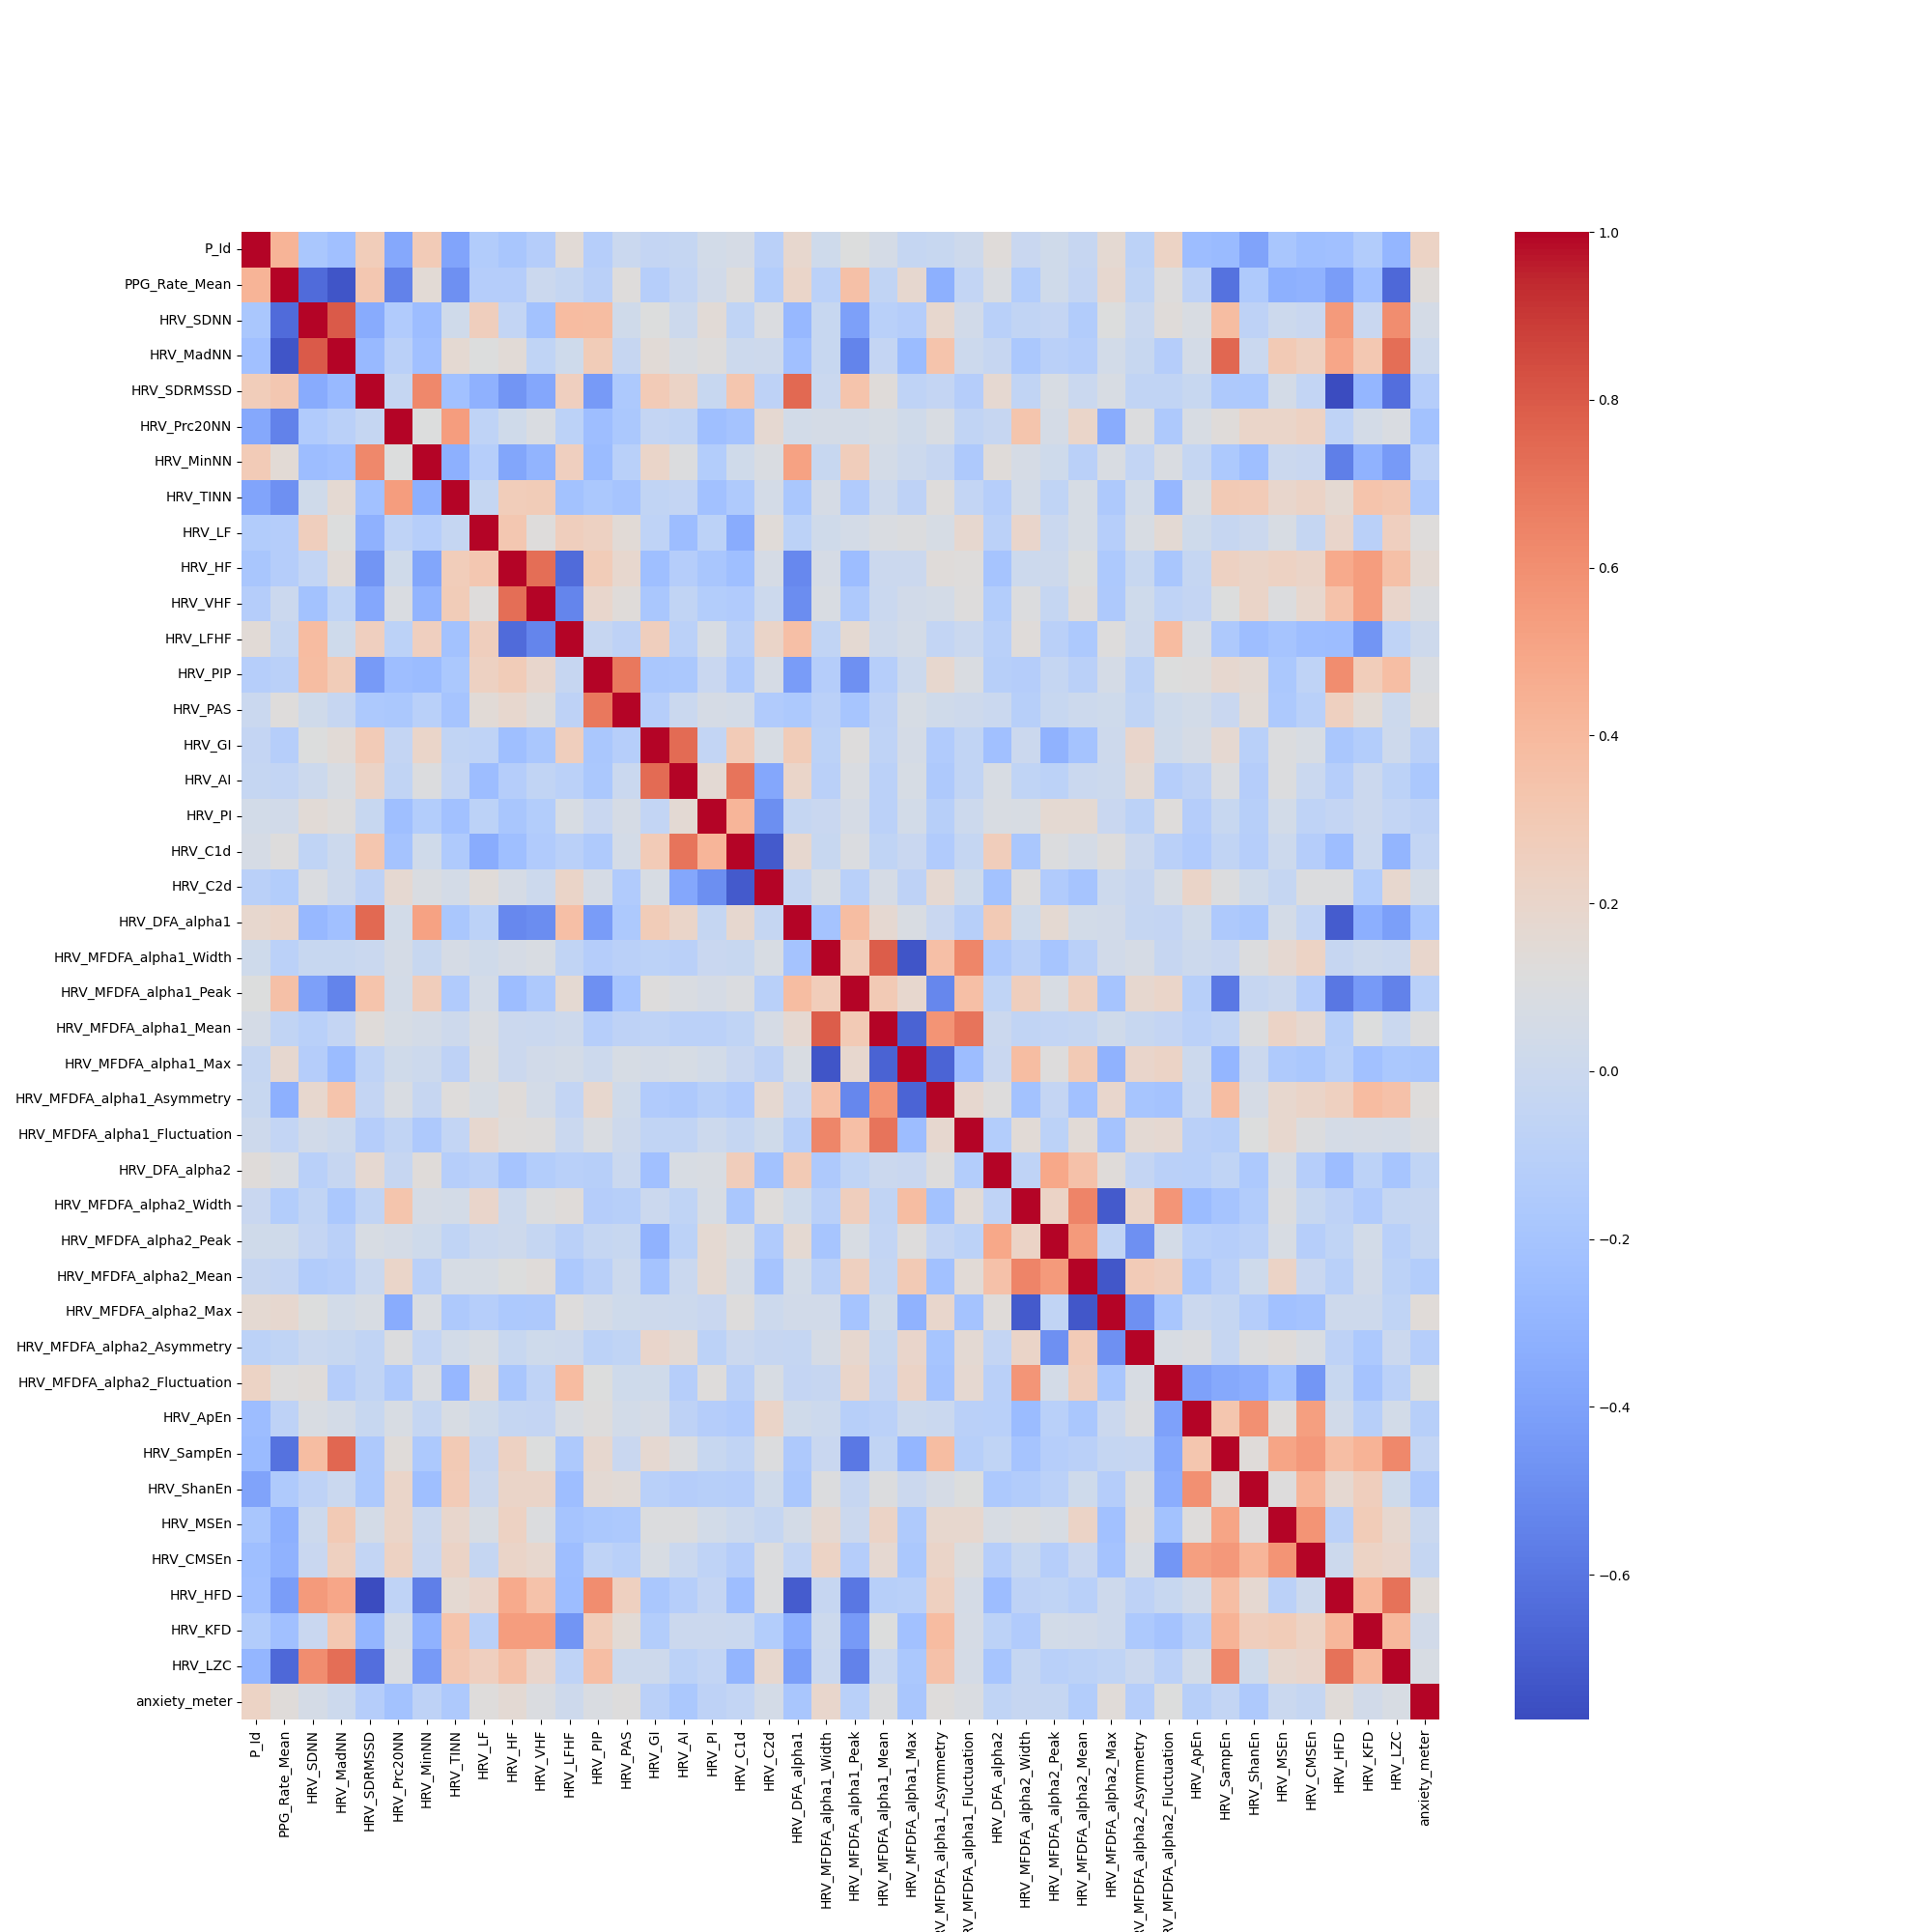 P_Id
PPG_Rate_Mean
HRV_SDNN
HRV_MadNN
HRV_SDRMSSD
HRV_Prc20NN
HRV_MinNN
HRV_TINN
HRV_LF
HRV_HF
HRV_VHF
HRV_LFHF
HRV_PIP
HRV_PAS
HRV_GI
HRV_AI
HRV_PI
HRV_C1d
HRV_C2d
HRV_DFA_alpha1
HRV_MFDFA_alpha1_Width
HRV_MFDFA_alpha1_Peak
HRV_MFDFA_alpha1_Mean
HRV_MFDFA_alpha1_Max
HRV_MFDFA_alpha1_Asymmetry
HRV_MFDFA_alpha1_Fluctuation
HRV_DFA_alpha2
HRV_MFDFA_alpha2_Width
HRV_MFDFA_alpha2_Peak
HRV_MFDFA_alpha2_Mean
HRV_MFDFA_alpha2_Max
HRV_MFDFA_alpha2_Asymmetry
HRV_MFDFA_alpha2_Fluctuation
HRV_ApEn
HRV_SampEn
HRV_ShanEn
HRV_MSEn
HRV_CMSEn
HRV_HFD
HRV_KFD
HRV_LZC
anxiety_meter
P_Id
PPG_Rate_Mean
HRV_SDNN
HRV_MadNN
HRV_SDRMSSD
HRV_Prc20NN
HRV_MinNN
HRV_TINN
HRV_LF
HRV_HF
HRV_VHF
HRV_LFHF
HRV_PIP
HRV_PAS
HRV_GI
HRV_AI
HRV_PI
HRV_C1d
HRV_C2d
HRV_DFA_alpha1
HRV_MFDFA_alpha1_Width
HRV_MFDFA_alpha1_Peak
HRV_MFDFA_alpha1_Mean
HRV_MFDFA_alpha1_Max
RV_MFDFA_alpha1_Asymmetry
RV_MFDFA_alpha1_Fluctuation
HRV_DFA_alpha2
HRV_MFDFA_alpha2_Width
HRV_MFDFA_alpha2_Peak
HRV_MFDFA_alpha2_Mean
HRV_MFDFA_alpha2_Max
RV_MFDFA_alpha2_Asymmetry
RV_MFDFA_alpha2_Fluctuation
HRV_ApEn
HRV_SampEn
HRV_ShanEn
HRV_MSEn
HRV_CMSEn
HRV_HFD
HRV_KFD
HRV_LZC
anxiety_meter
1.0
0.8
0.6
0.4
0.2
0.0
−0.2
−0.4
−0.6